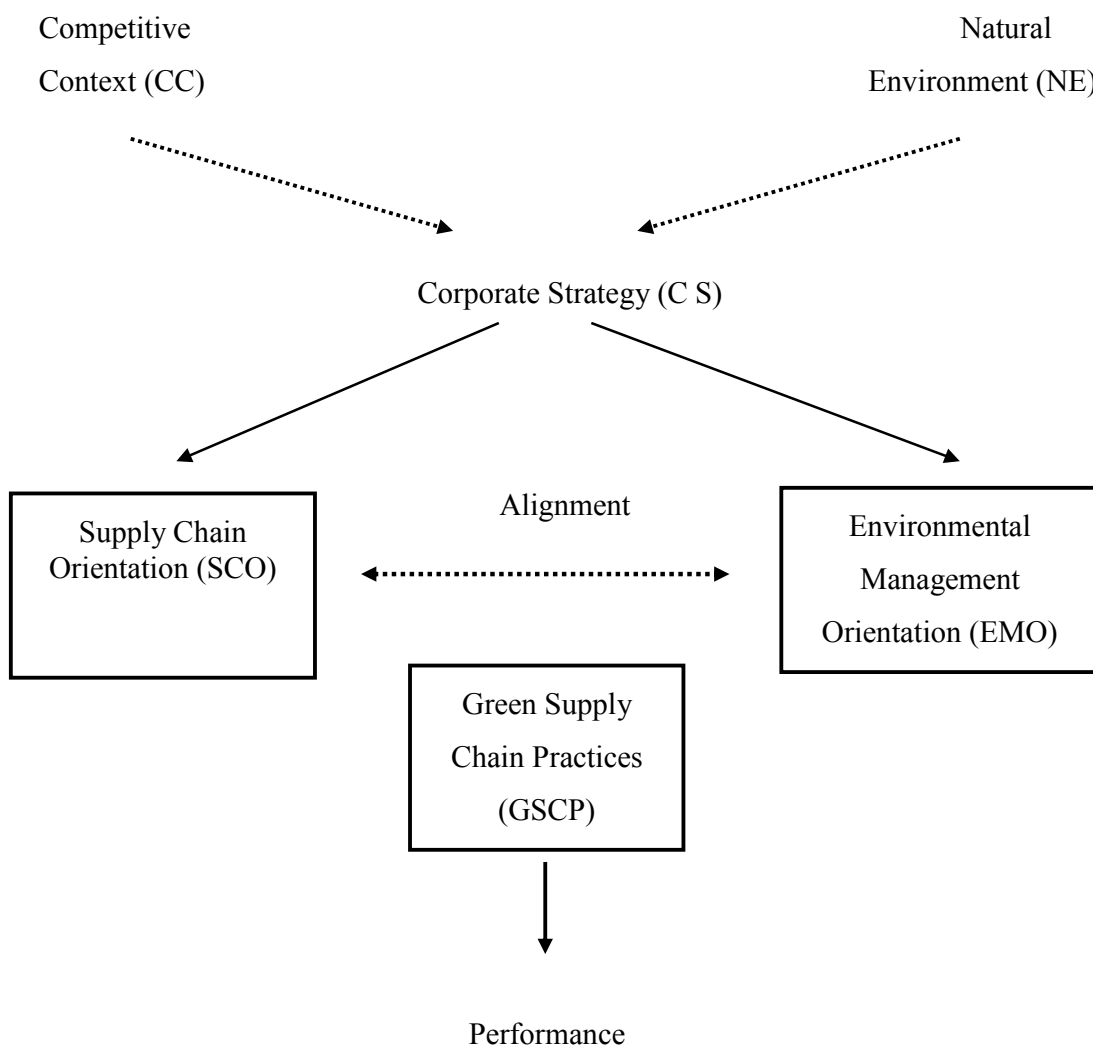 Competitive
Context (CC)
Natural
Environment (NE)
Corporate Strategy (C S)
Supply Chain
Orientation (SCO)
Alignment
Environmental
Management
Orientation (EMO)
Green Supply
Chain Practices
(GSCP)
Performance